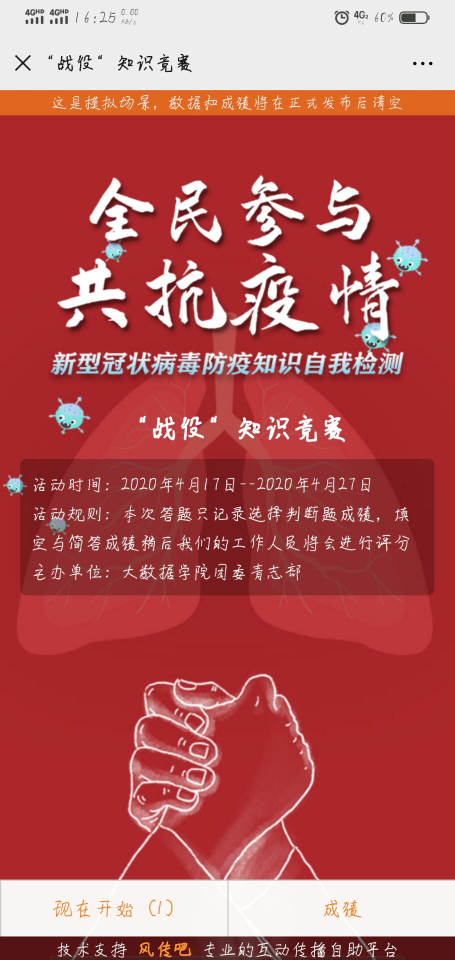 4GHD 4GHD 16:25 0.00 KB/s 4G2 60%
“战役”知识竞赛
这是模拟场景，数据和成绩将在正式发布后清空
全民参与
共抗疫情
新型冠状病毒防疫知识自我检测
“战役”知识竞赛
活动时间：2020年4月17日--2020年4月27日
活动规则：本次答题只记录选择判断题成绩，填
空与简答成绩稍后我们的工作人员将会进行评分
主办单位：大数据学院团委青志部
现在开始（1） 成绩
技术支持 风传吧 专业的互动传播自助平台